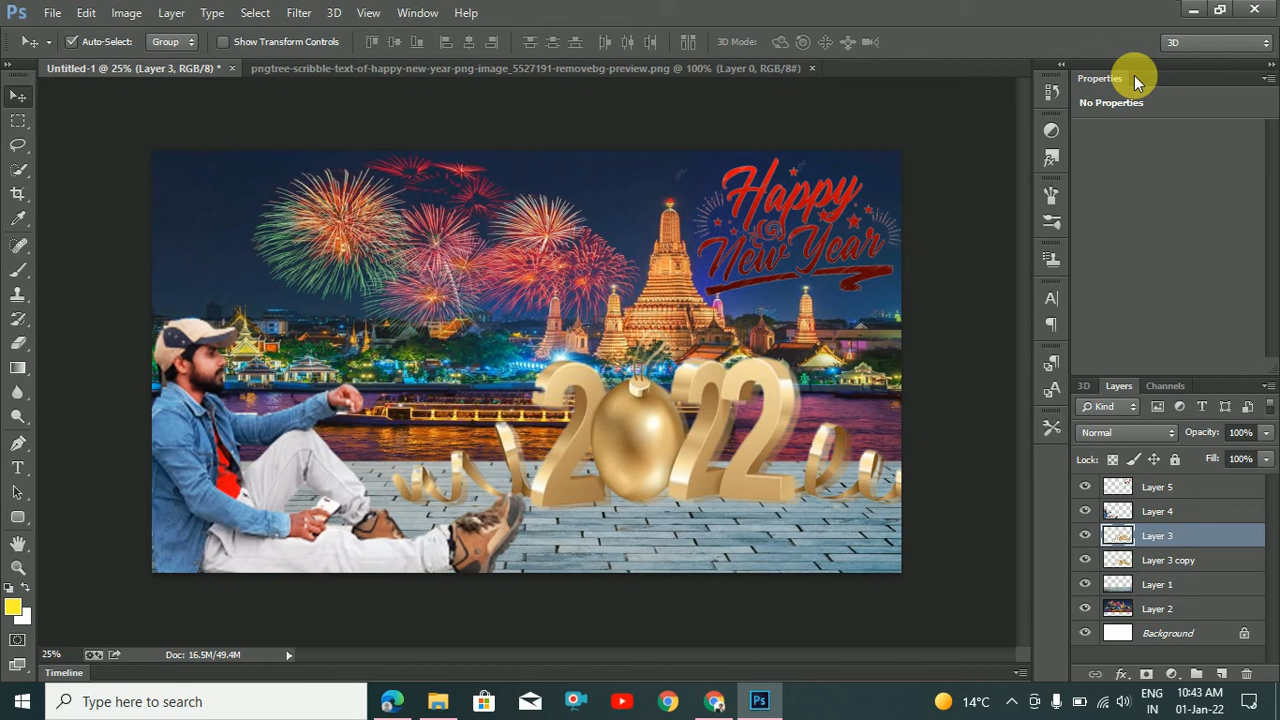 Ps File Edit Image Layer Type Select Filter 3D View Window Help
Auto-Select: Group Show Transform Controls 3D Mode: 3D
Untitled-1 @ 25% (Layer 3, RGB/8) * × pngtree-scribble-text-of-happy-new-year-png-image_5527191-removebg-preview.png @ 100% (Layer 0, RGB/8#) ×
Properties
No Properties
Happy
New Year
2022
3D Layers Channels
Kind
Normal Opacity: 100%
Lock: Fill: 100%
Layer 5
Layer 4
Layer 3
Layer 3 copy
Layer 1
Layer 2
Background
25% Doc: 16.5M/49.4M
Timeline
Type here to search
Ps
14°C
ENG
IN
10:43 AM
01-Jan-22